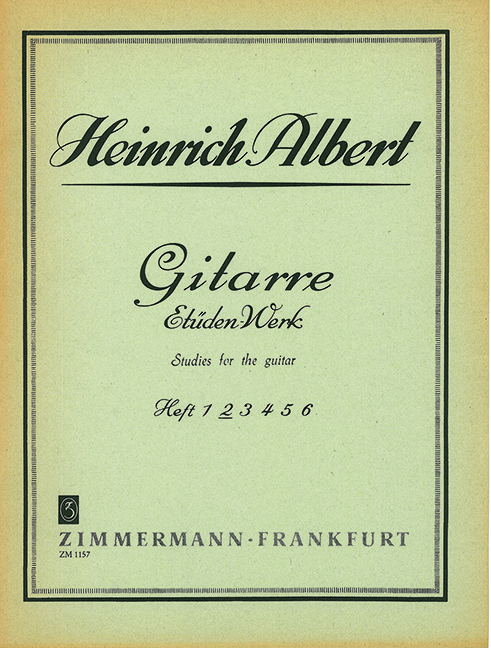 Heinrich Albert
Gitarre
Etüden-Werk
Studies for the guitar
Heft 1 2 3 4 5 6
ZIMMERMANN · FRANKFURT
ZM 1157